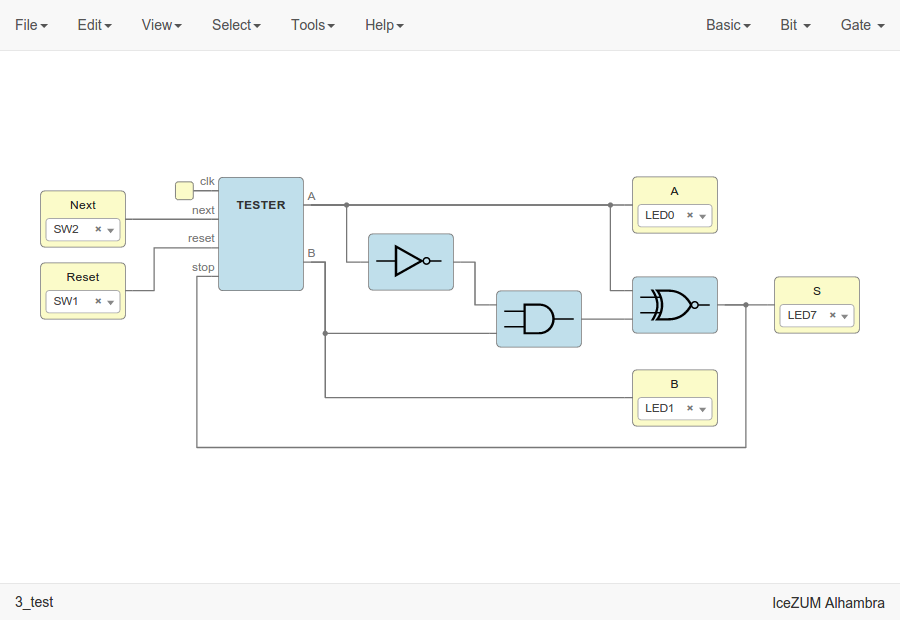 File Edit View Select Tools Help Basic Bit Gate
clk
Next
SW2 ×
next
TESTER
reset
Reset
SW1 ×
stop
A
B
A
LED0 ×
S
LED7 ×
B
LED1 ×
3_test
IceZUM Alhambra